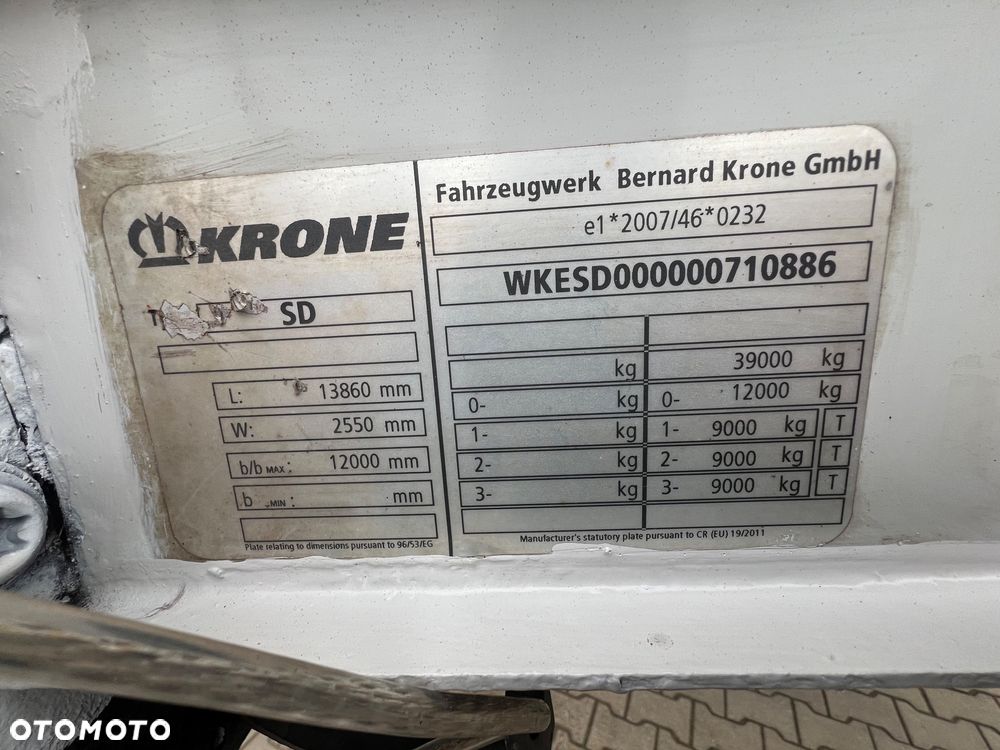 KRONE
T SD
L: 13860 mm
W: 2550 mm
b/b MAX: 12000 mm
b MIN: mm
Plate relating to dimensions pursuant to 96/53/EG
Fahrzeugwerk Bernard Krone GmbH
e1*2007/46*0232
WKESD000000710886
kg 39000 kg
0- kg 0- 12000 kg
1- kg 1- 9000 kg T
2- kg 2- 9000 kg T
3- kg 3- 9000 kg T
Manufacturer's statutory plate pursuant to CR (EU) 19/2011
OTOMOTO